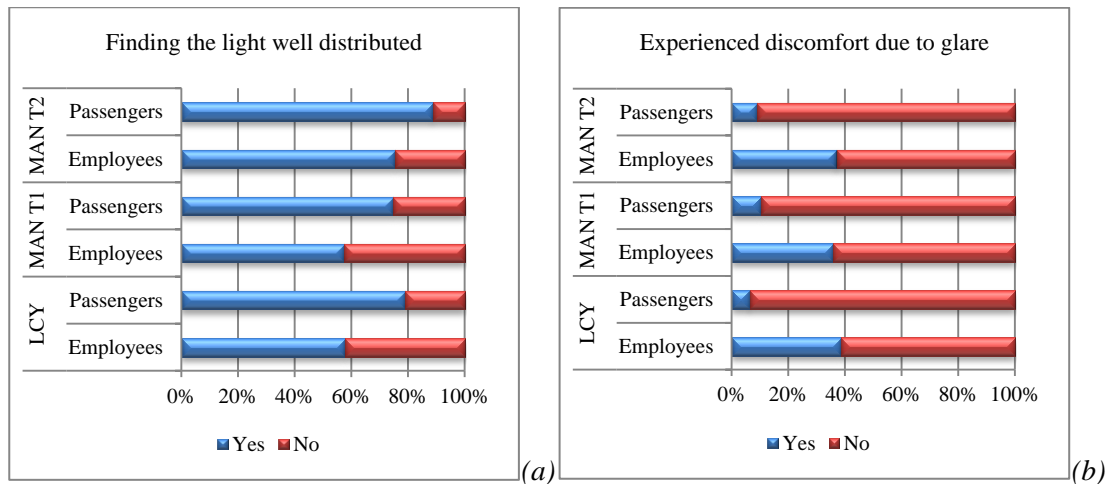 Finding the light well distributed
MAN T2
Passengers
Employees
MAN T1
Passengers
Employees
LCY
Passengers
Employees
0% 20% 40% 60% 80% 100%
Yes No
(a)
Experienced discomfort due to glare
MAN T2
Passengers
Employees
MAN T1
Passengers
Employees
LCY
Passengers
Employees
0% 20% 40% 60% 80% 100%
Yes No
(b)